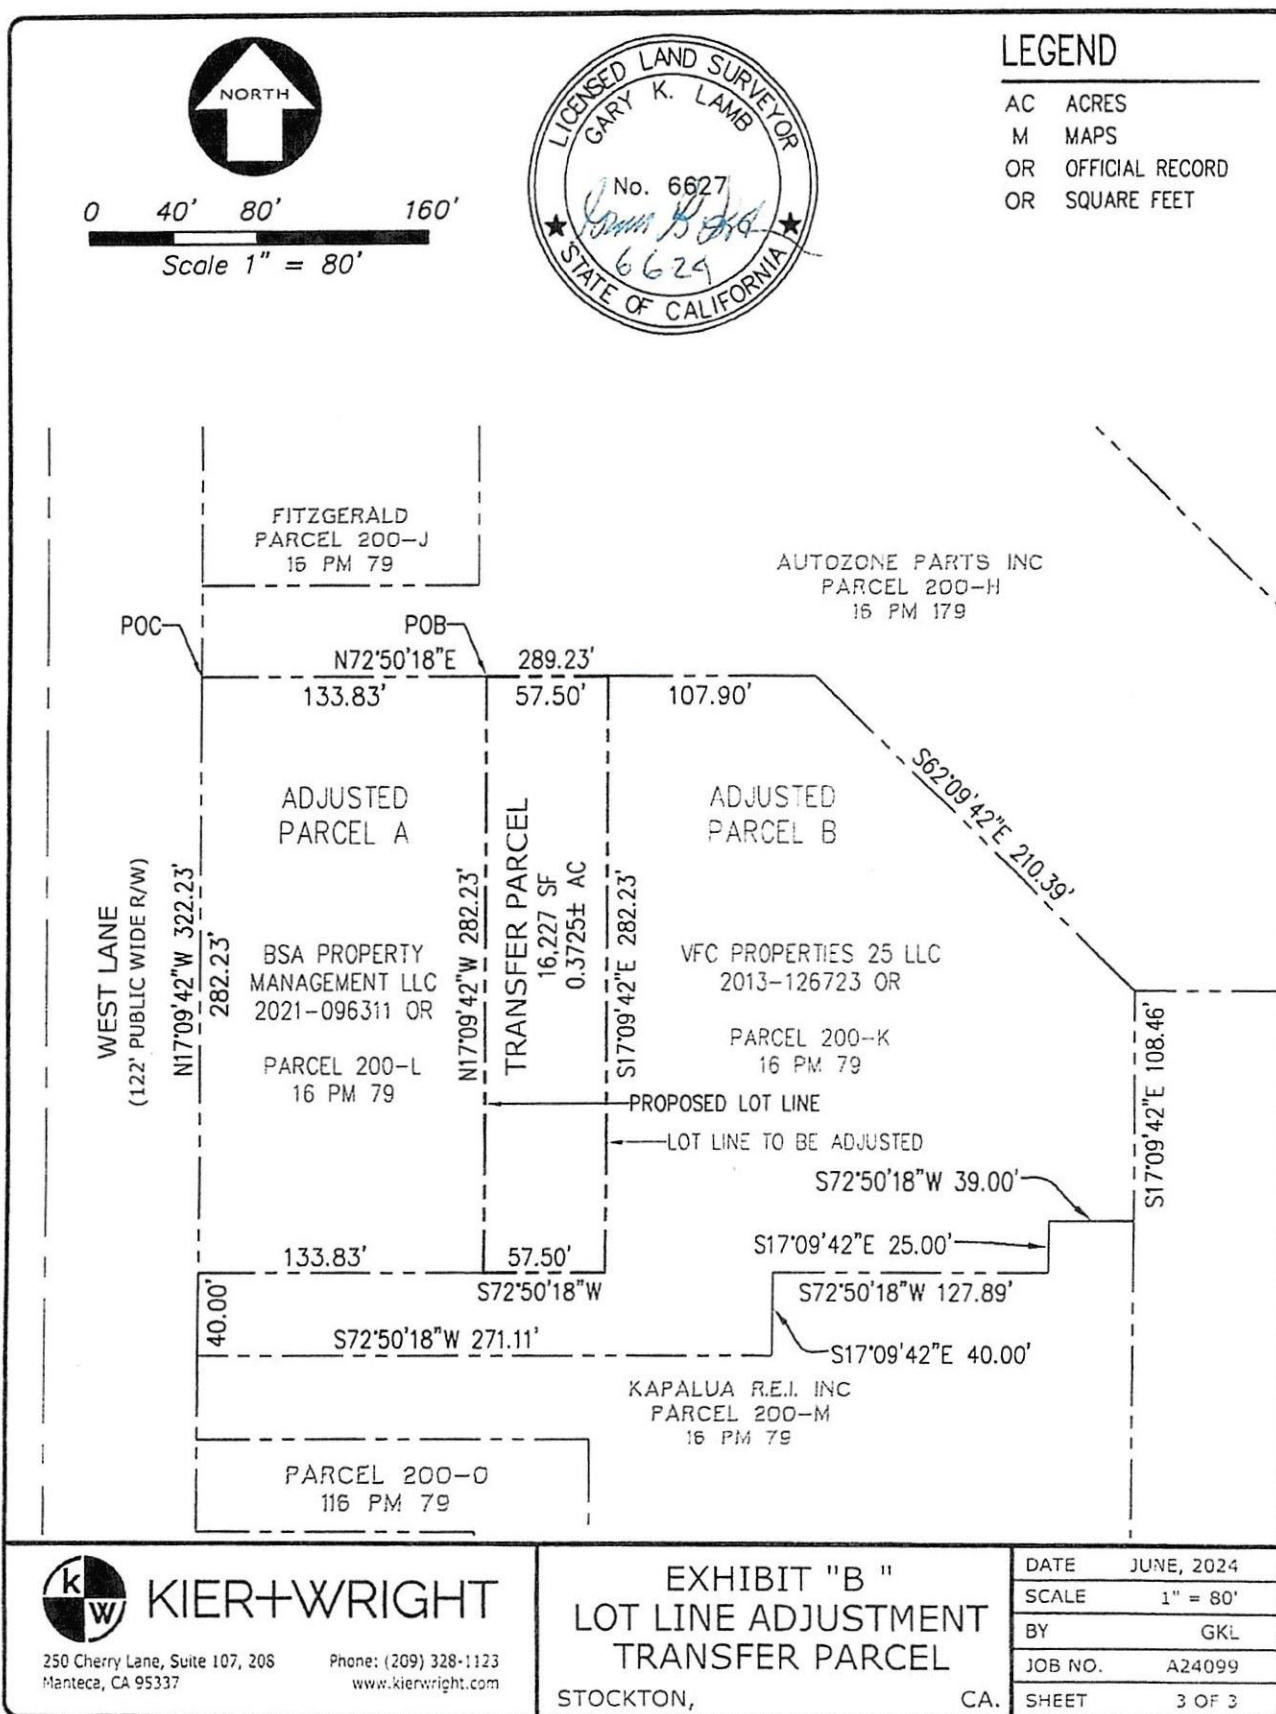 NORTH
0 40' 80' 160'
Scale 1" = 80'
LICENSED LAND SURVEYOR
GARY K. LAMB
No. 6627
6629
STATE OF CALIFORNIA
LEGEND
AC ACRES
M MAPS
OR OFFICIAL RECORD
OR SQUARE FEET
FITZGERALD
PARCEL 200-J
16 PM 79
AUTOZONE PARTS INC
PARCEL 200-H
16 PM 179
POC
POB
N72°50'18"E 289.23'
133.83'
57.50'
107.90'
S62°09'42"E 210.39'
ADJUSTED
PARCEL A
ADJUSTED
PARCEL B
WEST LANE
(122' PUBLIC WIDE R/W)
N17°09'42"W 322.23'
282.23'
BSA PROPERTY
MANAGEMENT LLC
2021-096311 OR
PARCEL 200-L
16 PM 79
N17°09'42"W 282.23'
TRANSFER PARCEL
16,227 SF
0.3725± AC
S17°09'42"E 282.23'
VFC PROPERTIES 25 LLC
2013-126723 OR
PARCEL 200-K
16 PM 79
S17°09'42"E 108.46'
PROPOSED LOT LINE
LOT LINE TO BE ADJUSTED
S72°50'18"W 39.00'
S17°09'42"E 25.00'
133.83'
57.50'
S72°50'18"W
S72°50'18"W 127.89'
40.00'
S72°50'18"W 271.11'
S17°09'42"E 40.00'
KAPALUA R.E.I. INC
PARCEL 200-M
16 PM 79
PARCEL 200-O
116 PM 79
k
w
KIER+WRIGHT
250 Cherry Lane, Suite 107, 208
Manteca, CA 95337
Phone: (209) 328-1123
www.kierwright.com
EXHIBIT "B "
LOT LINE ADJUSTMENT
TRANSFER PARCEL
STOCKTON, CA.
DATE JUNE, 2024
SCALE 1" = 80'
BY GKL
JOB NO. A24099
SHEET 3 OF 3